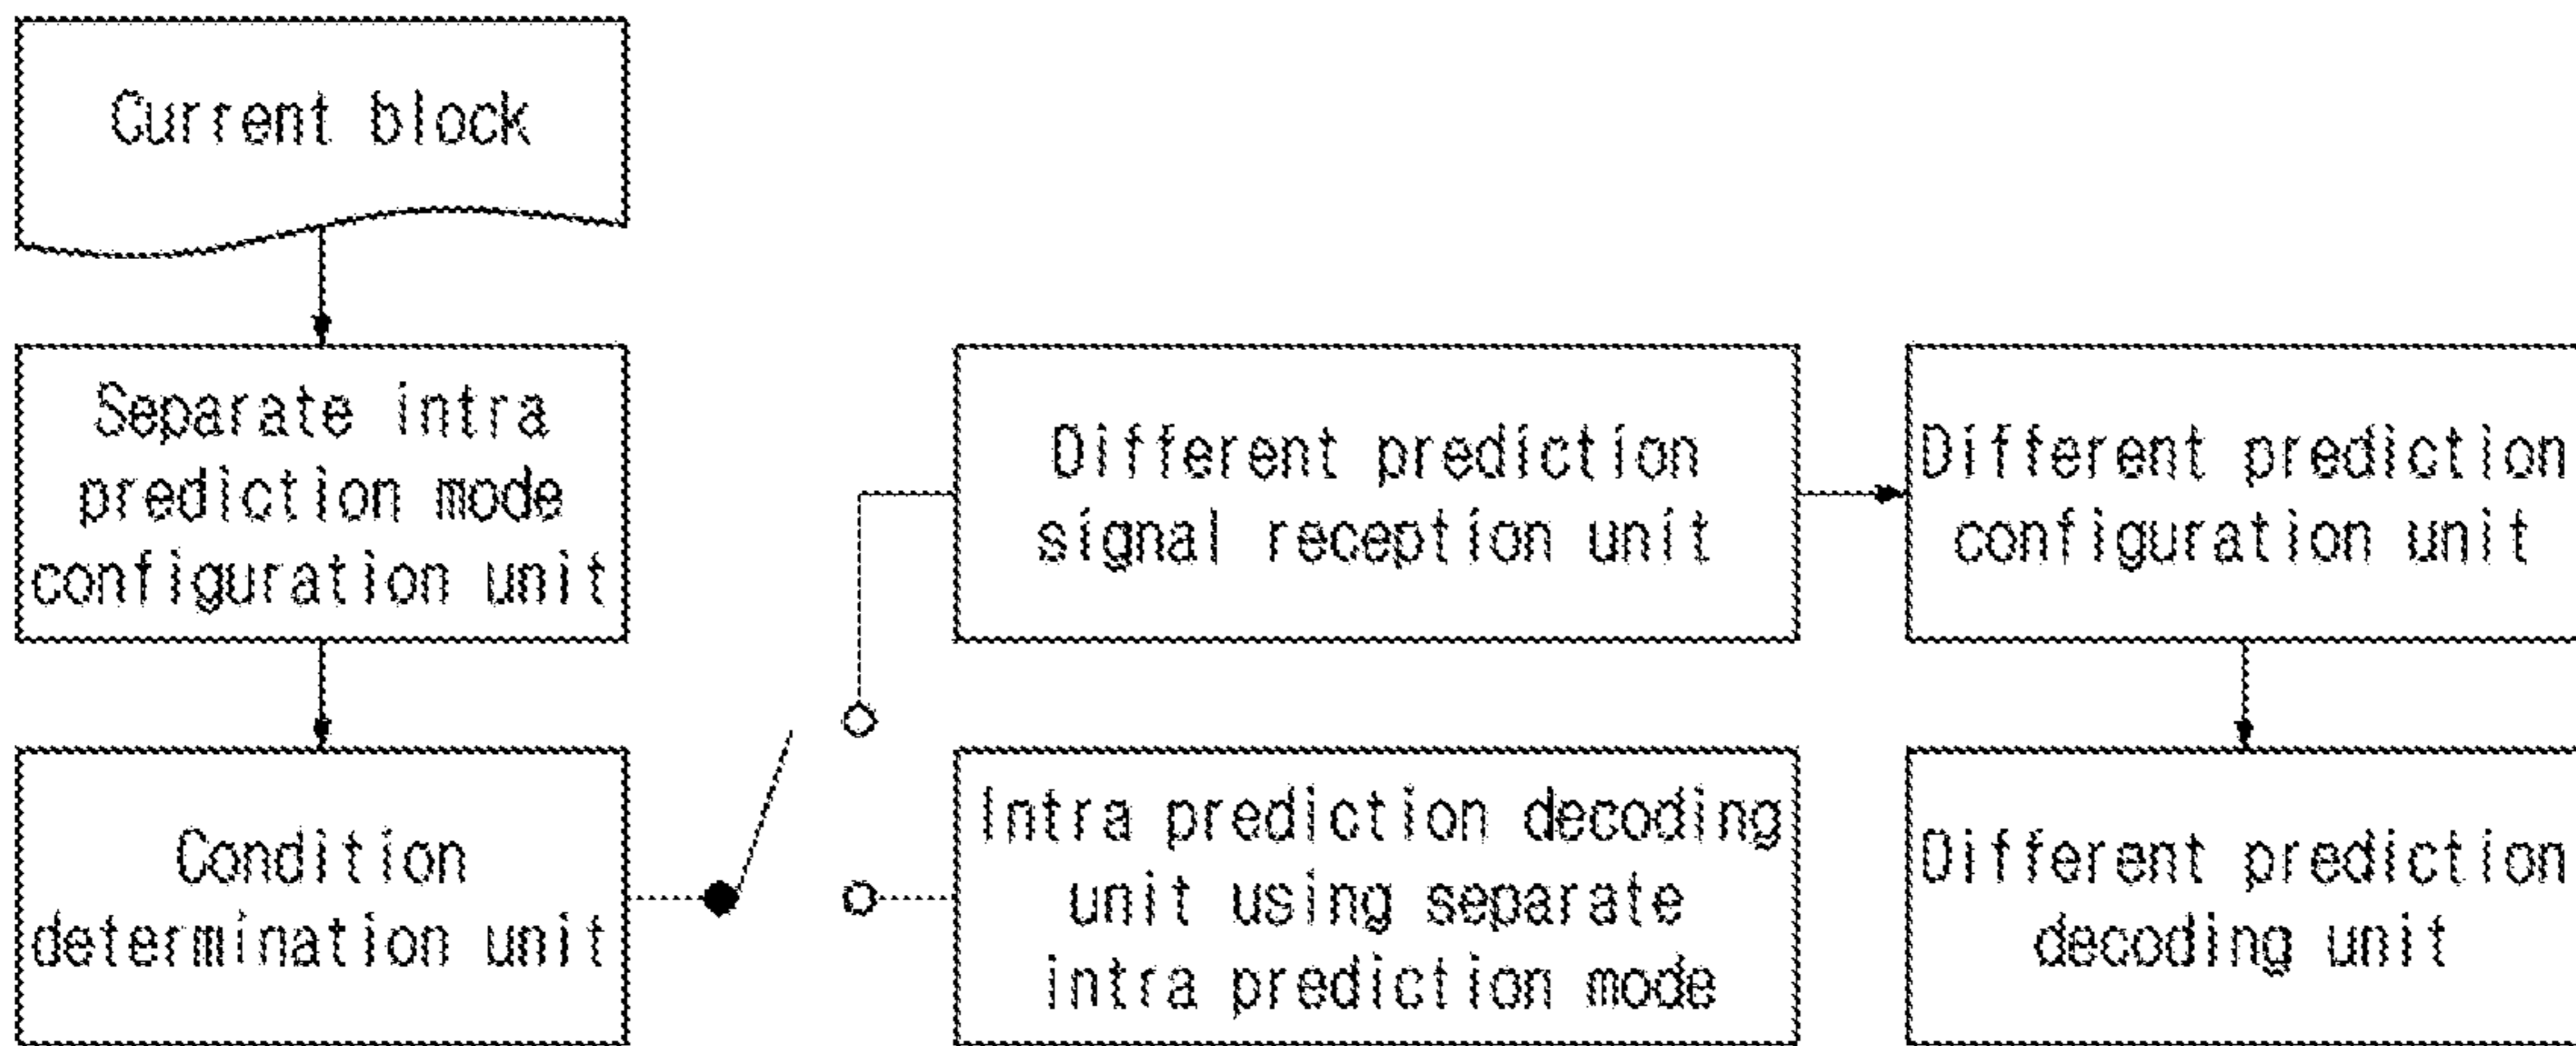 Current block
Separate intra
prediction mode
configuration unit
Condition
determination unit
Different prediction
signal reception unit
Intra prediction decoding
unit using separate
intra prediction mode
Different prediction
configuration unit
Different prediction
decoding unit